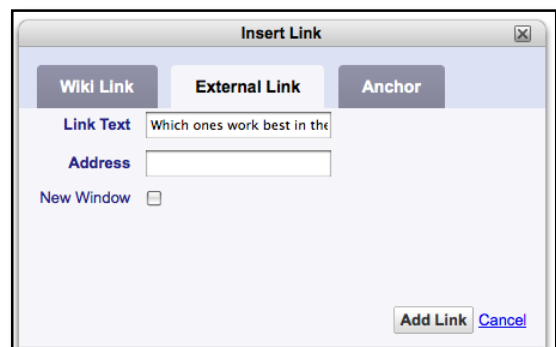 Insert Link
Wiki Link External Link Anchor
Link Text Which ones work best in the
Address
New Window
Add Link Cancel